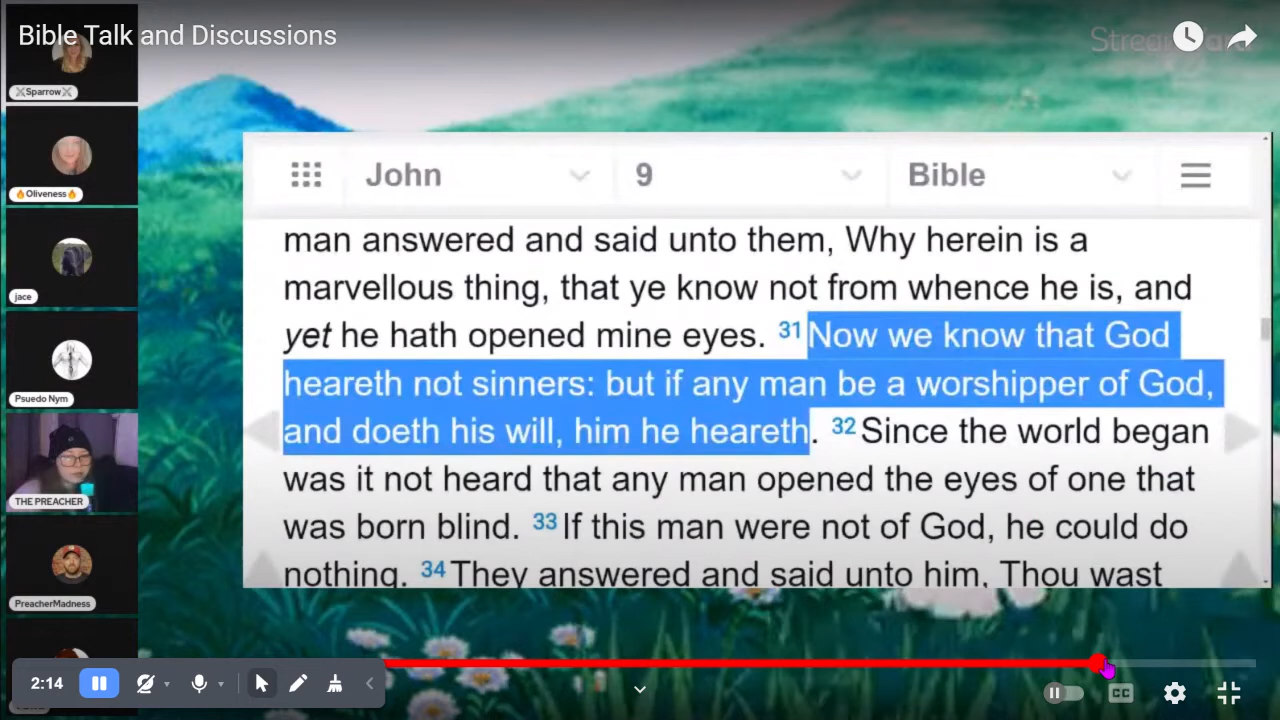 Bible Talk and Discussions
Sparrow
Oliveness
jace
Psuedo Nym
THE PREACHER
PreacherMadness
John
9
Bible
man answered and said unto them, Why herein is a
marvellous thing, that ye know not from whence he is, and
yet he hath opened mine eyes. 31 Now we know that God
heareth not sinners: but if any man be a worshipper of God,
and doeth his will, him he heareth. 32 Since the world began
was it not heard that any man opened the eyes of one that
was born blind. 33 If this man were not of God, he could do
nothing. 34 They answered and said unto him, Thou wast
2:14
CC